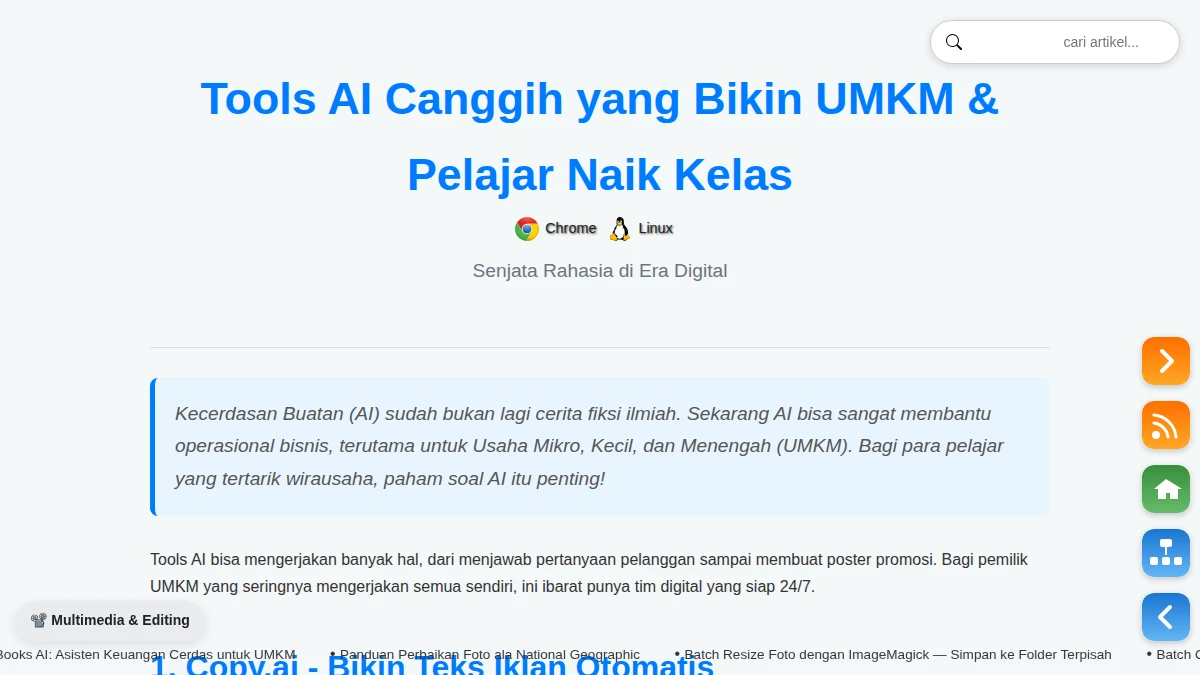 cari artikel...
Tools AI Canggih yang Bikin UMKM &
Pelajar Naik Kelas
Chrome Linux
Senjata Rahasia di Era Digital
Kecerdasan Buatan (AI) sudah bukan lagi cerita fiksi ilmiah. Sekarang AI bisa sangat membantu
operasional bisnis, terutama untuk Usaha Mikro, Kecil, dan Menengah (UMKM). Bagi para pelajar
yang tertarik wirausaha, paham soal AI itu penting!
Tools AI bisa mengerjakan banyak hal, dari menjawab pertanyaan pelanggan sampai membuat poster promosi. Bagi pemilik
UMKM yang seringnya mengerjakan semua sendiri, ini ibarat punya tim digital yang siap 24/7.
Multimedia & Editing
Books AI: Asisten Keuangan Cerdas untuk UMKM • Panduan Perbaikan Foto ala National Geographic • Batch Resize Foto dengan ImageMagick — Simpan ke Folder Terpisah • Batch
1. Copy.ai - Bikin Teks Iklan Otomatis